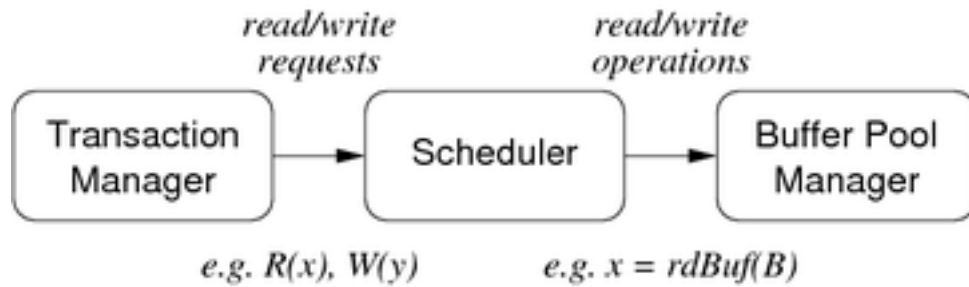 read/write
requests
read/write
operations
Transaction
Manager
Scheduler
Buffer Pool
Manager
e.g. R(x), W(y)
e.g. x = rdBuf(B)